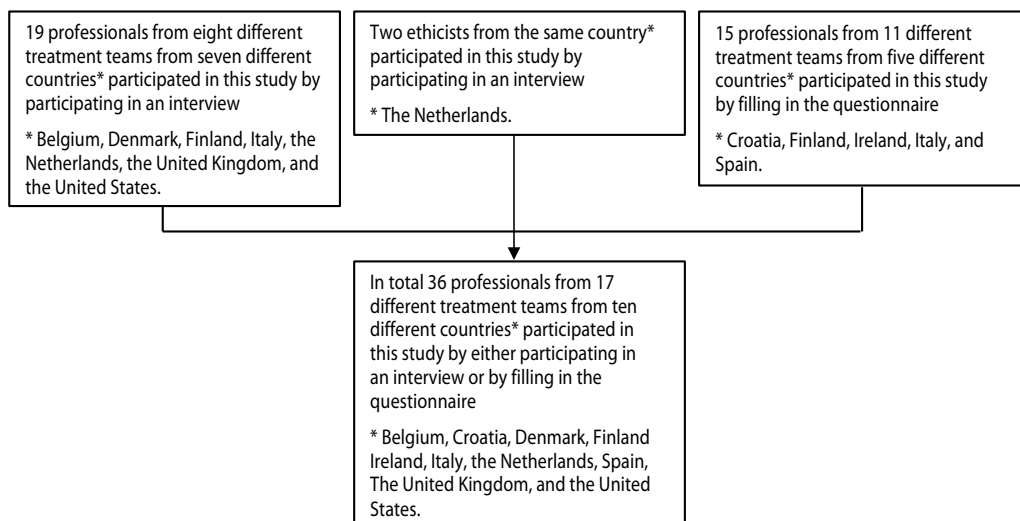 19 professionals from eight different
treatment teams from seven different
countries* participated in this study by
participating in an interview
* Belgium, Denmark, Finland, Italy, the
Netherlands, the United Kingdom, and
the United States.
Two ethicists from the same country*
participated in this study by
participating in an interview
* The Netherlands.
15 professionals from 11 different
treatment teams from five different
countries* participated in this study
by filling in the questionnaire
* Croatia, Finland, Ireland, Italy, and
Spain.
In total 36 professionals from 17
different treatment teams from ten
different countries* participated in
this study by either participating in
an interview or by filling in the
questionnaire
* Belgium, Croatia, Denmark, Finland
Ireland, Italy, the Netherlands, Spain,
The United Kingdom, and the United
States.